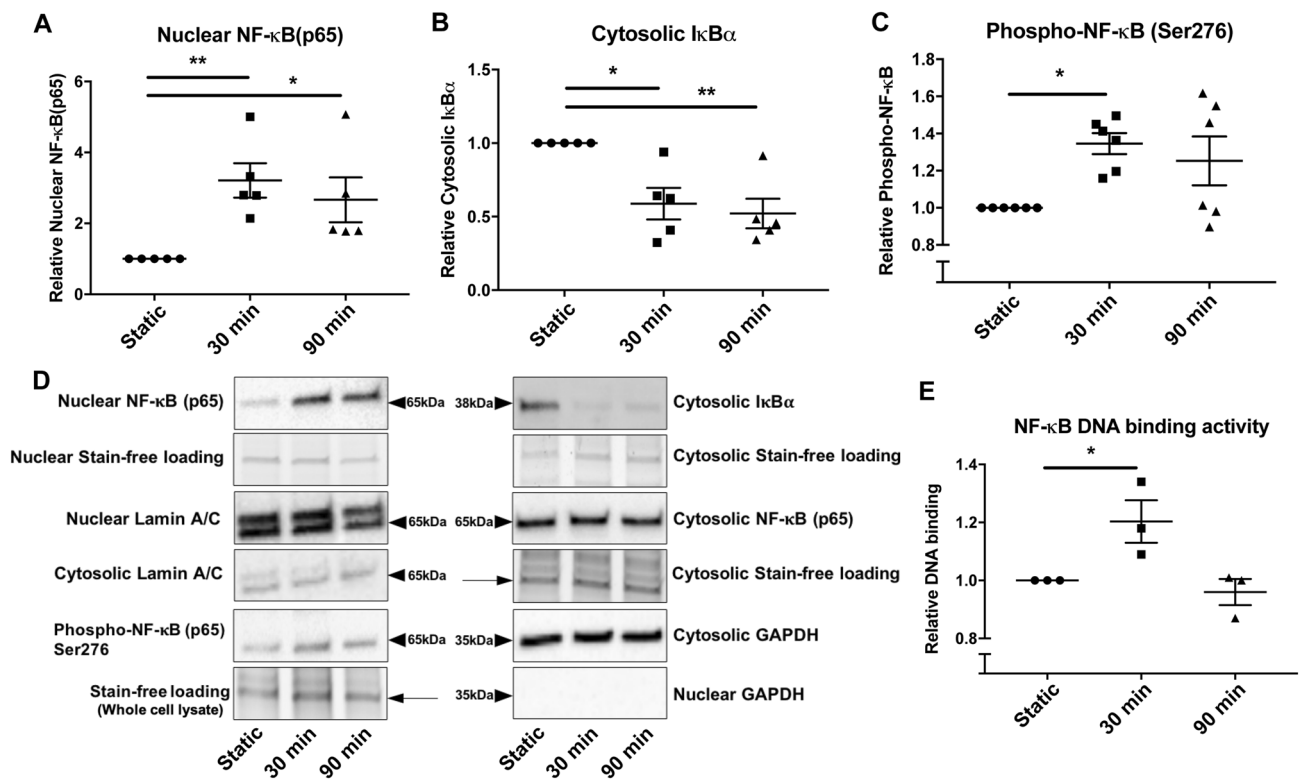 A
Nuclear NF-κB(p65)
Relative Nuclear NF-κB(p65)
6
4
2
0
**
*
Static
30 min
90 min
B
Cytosolic IκBα
Relative Cytosolic IκBα
1.5
1.0
0.5
0.0
*
**
Static
30 min
90 min
C
Phospho-NF-κB (Ser276)
Relative Phospho-NF-κB
1.8
1.6
1.4
1.2
1.0
0.8
*
Static
30 min
90 min
D
Nuclear NF-κB (p65)
65kDa
Nuclear Stain-free loading
Nuclear Lamin A/C
65kDa
Cytosolic Lamin A/C
65kDa
Phospho-NF-κB (p65)
Ser276
65kDa
Stain-free loading
(Whole cell lysate)
Static
30 min
90 min
38kDa
Cytosolic IκBα
Cytosolic Stain-free loading
65kDa
Cytosolic NF-κB (p65)
Cytosolic Stain-free loading
35kDa
Cytosolic GAPDH
35kDa
Nuclear GAPDH
Static
30 min
90 min
E
NF-κB DNA binding activity
Relative DNA binding
1.4
1.2
1.0
0.8
*
Static
30 min
90 min